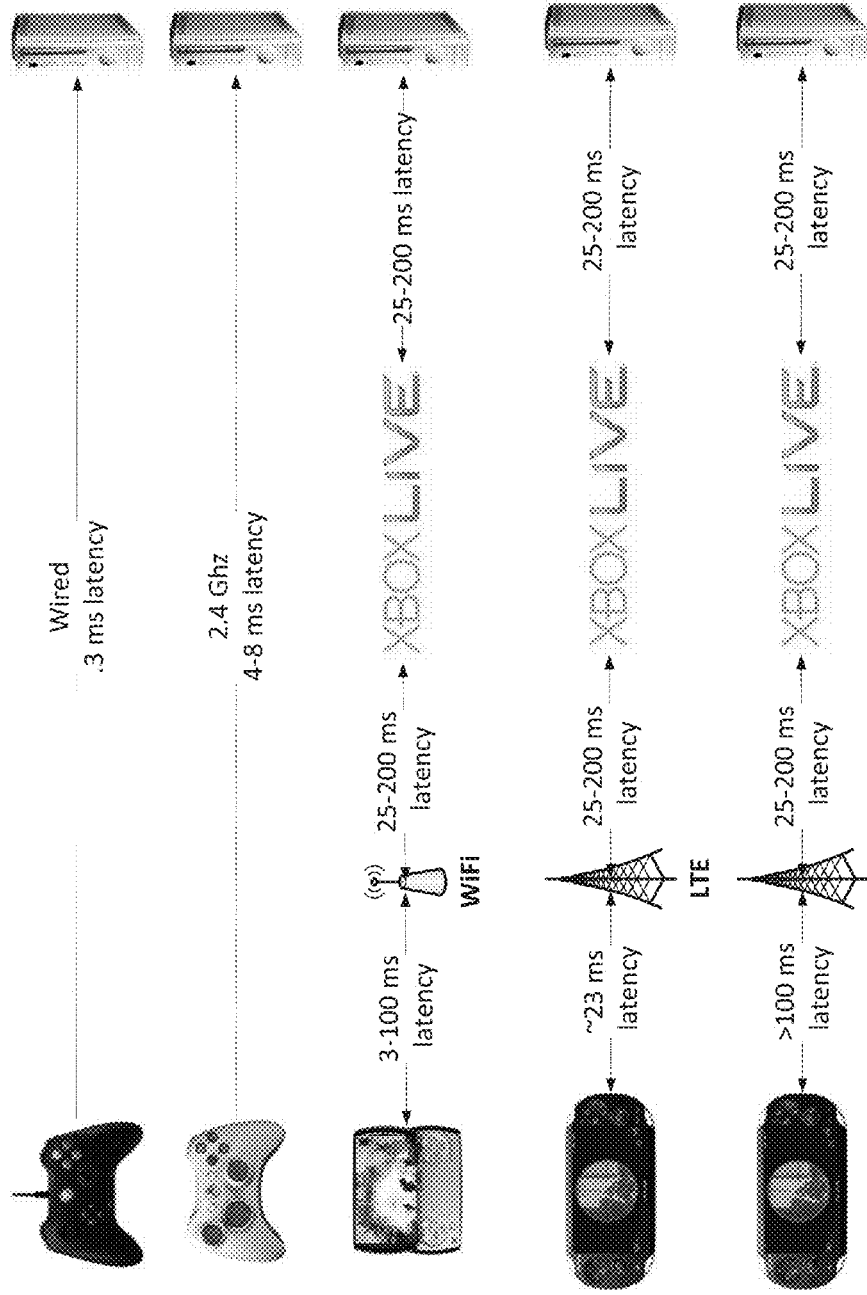 Wired
.3 ms latency
2.4 Ghz
4-8 ms latency
3-100 ms
latency
WiFi
25-200 ms
latency
XBOX LIVE
25-200 ms latency
~23 ms
latency
LTE
25-200 ms
latency
XBOX LIVE
25-200 ms
latency
>100 ms
latency
25-200 ms
latency
XBOX LIVE
25-200 ms
latency